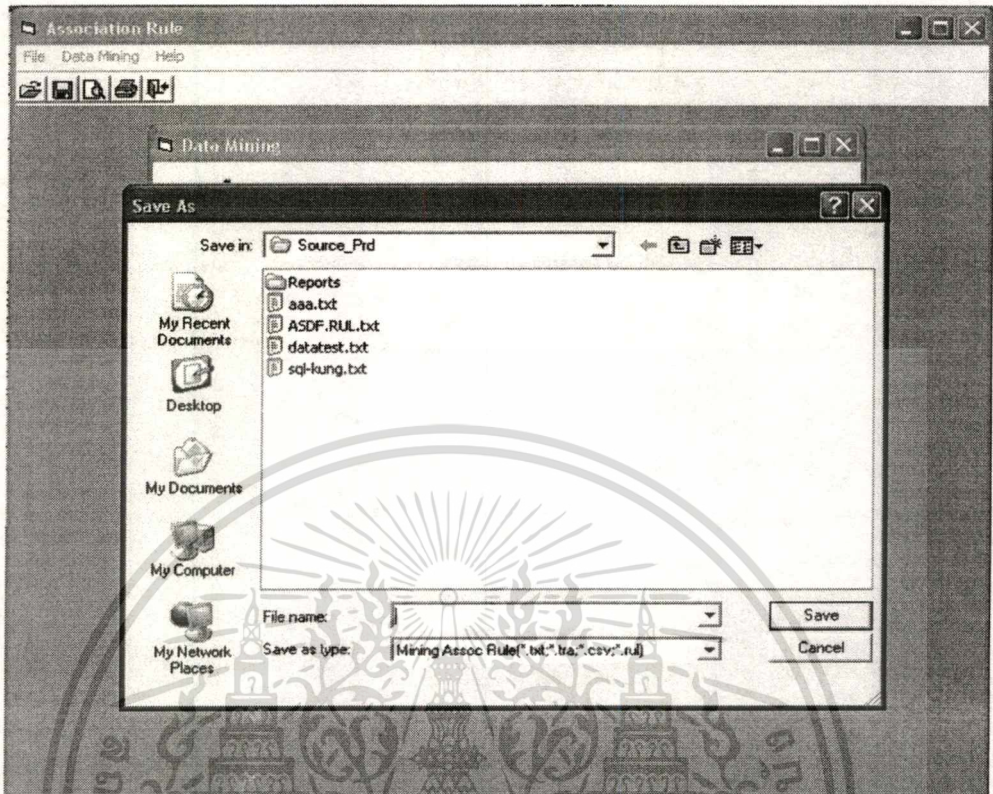 Association Rule
File Data Mining Help
Data Mining
Save As
Save in: Source_Prd
Reports
aaa.txt
ASDF.RUL.txt
datatest.txt
sql-kung.txt
My Recent
Documents
Desktop
My Documents
My Computer
My Network
Places
File name:
Save
Save as type: Mining Assoc Rule(*.txt;*.tra;*.csv;*.rul)
Cancel